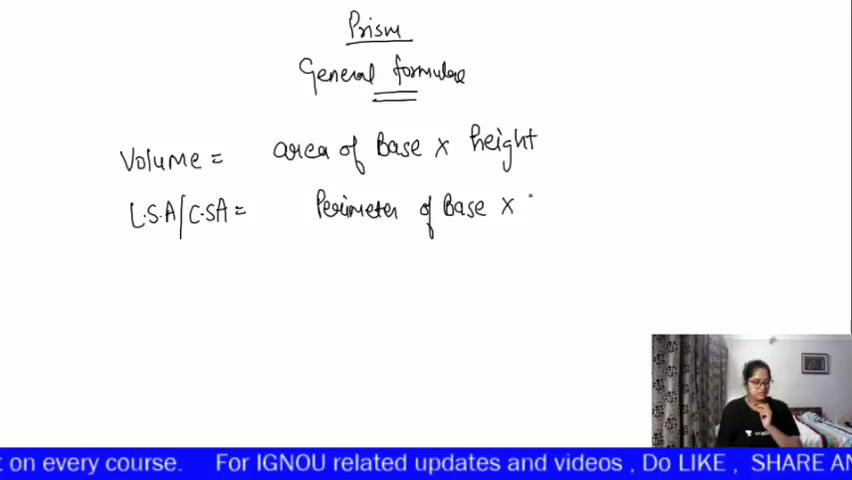 Prism
General formulae
Volume = area of Base x height
L.S.A/C.SA = Perimeter of Base x
t on every course. For IGNOU related updates and videos , Do LIKE , SHARE AN